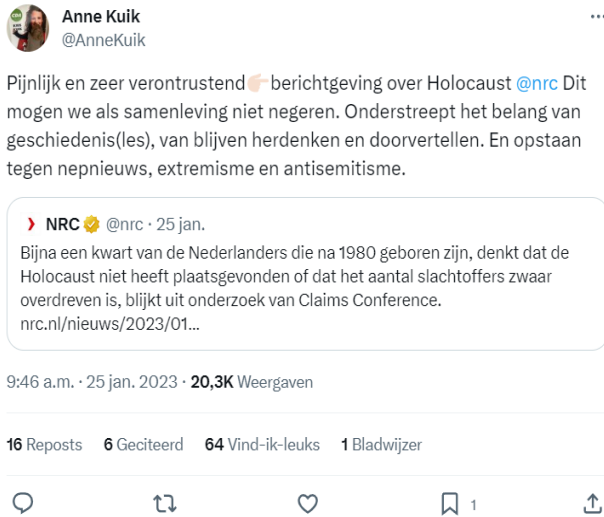 Anne Kuik
@AnneKuik
Pijnlijk en zeer verontrustend👉🏻berichtgeving over Holocaust @nrc Dit
mogen we als samenleving niet negeren. Onderstreept het belang van
geschiedenis(les), van blijven herdenken en doorvertellen. En opstaan
tegen nepnieuws, extremisme en antisemitisme.
NRC @nrc · 25 jan.
Bijna een kwart van de Nederlanders die na 1980 geboren zijn, denkt dat de
Holocaust niet heeft plaatsgevonden of dat het aantal slachtoffers zwaar
overdreven is, blijkt uit onderzoek van Claims Conference.
nrc.nl/nieuws/2023/01...
9:46 a.m. · 25 jan. 2023 · 20,3K Weergaven
16 Reposts 6 Geciteerd 64 Vind-ik-leuks 1 Bladwijzer
1